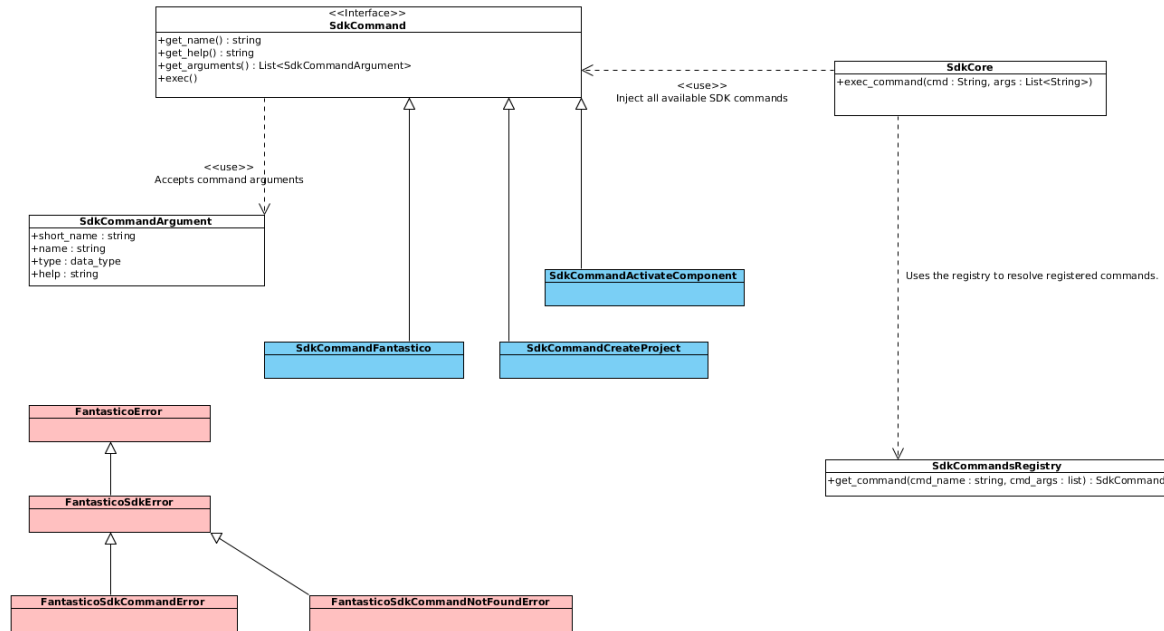 <<Interface>>
SdkCommand
+get_name() : string
+get_help() : string
+get_arguments() : List<SdkCommandArgument>
+exec()
SdkCore
+exec_command(cmd : String, args : List<String>)
<<use>>
Inject all available SDK commands
<<use>>
Accepts command arguments
SdkCommandArgument
+short_name : string
+name : string
+type : data_type
+help : string
Uses the registry to resolve registered commands.
SdkCommandActivateComponent
SdkCommandFantastico
SdkCommandCreateProject
FantasticoError
SdkCommandsRegistry
+get_command(cmd_name : string, cmd_args : list) : SdkCommand
FantasticoSdkError
FantasticoSdkCommandError
FantasticoSdkCommandNotFoundError